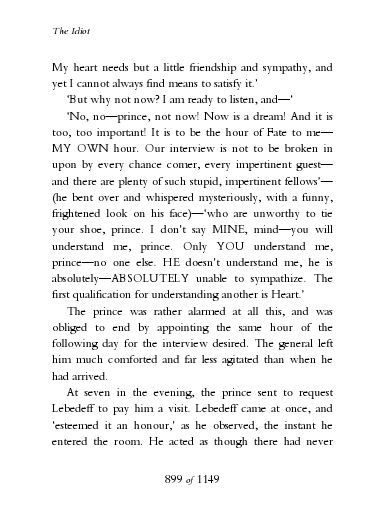 The Idiot
My heart needs but a little friendship and sympathy, and
yet I cannot always find means to satisfy it.'
'But why not now? I am ready to listen, and—'
'No, no—prince, not now! Now is a dream! And it is
too, too important! It is to be the hour of Fate to me—
MY OWN hour. Our interview is not to be broken in
upon by every chance comer, every impertinent guest—
and there are plenty of such stupid, impertinent fellows'—
(he bent over and whispered mysteriously, with a funny,
frightened look on his face)—'who are unworthy to tie
your shoe, prince. I don't say MINE, mind—you will
understand me, prince. Only YOU understand me,
prince—no one else. HE doesn't understand me, he is
absolutely—ABSOLUTELY unable to sympathize. The
first qualification for understanding another is Heart.'
The prince was rather alarmed at all this, and was
obliged to end by appointing the same hour of the
following day for the interview desired. The general left
him much comforted and far less agitated than when he
had arrived.
At seven in the evening, the prince sent to request
Lebedeff to pay him a visit. Lebedeff came at once, and
'esteemed it an honour,' as he observed, the instant he
entered the room. He acted as though there had never
899 of 1149